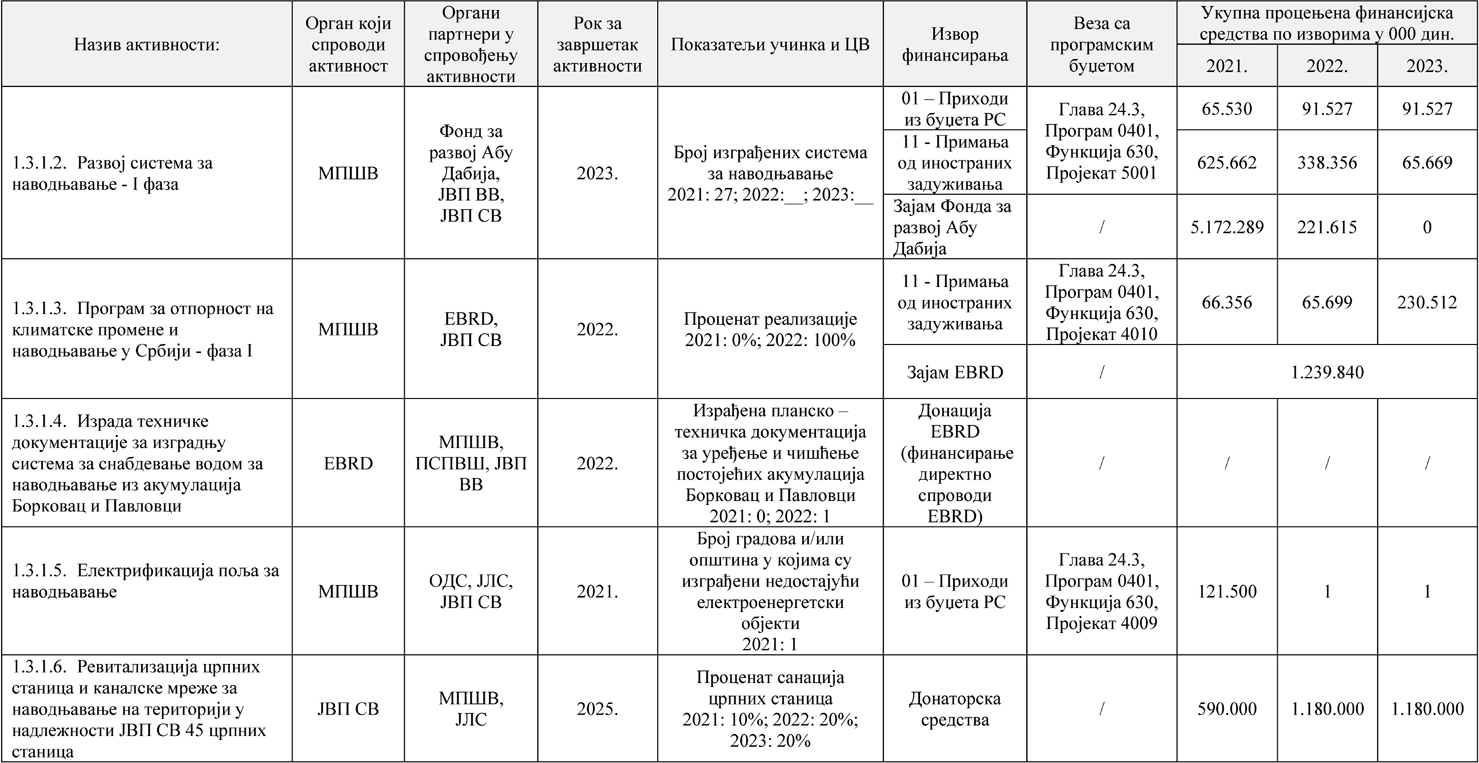 Назив активности:
Орган који
спроводи
активност
Органи
партнери у
спровођењу
активности
Рок за
завршетак
активности
Показатељи учинка и ЦВ
Извор
финансирања
Веза са
програмским
буџетом
Укупна процењена финансијска
средства по изворима у 000 дин.
2021.
2022.
2023.
1.3.1.2. Развој система за
наводњавање - I фаза
МПШВ
Фонд за
развој Абу
Дабија,
ЈВП ВВ,
ЈВП СВ
2023.
Број изграђених система
за наводњавање
2021: 27; 2022:__; 2023:__
01 – Приходи
из буџета РС
Глава 24.3,
Програм 0401,
Функција 630,
Пројекат 5001
65.530
91.527
91.527
11 - Примања
од иностраних
задуживања
625.662
338.356
65.669
Зајам Фонда за
развој Абу
Дабија
/
5.172.289
221.615
0
1.3.1.3. Програм за отпорност на
климатске промене и
наводњавање у Србији - фаза I
МПШВ
EBRD,
ЈВП СВ
2022.
Проценат реализације
2021: 0%; 2022: 100%
11 - Примања
од иностраних
задуживања
Глава 24.3,
Програм 0401,
Функција 630,
Пројекат 4010
66.356
65.699
230.512
Зајам EBRD
/
1.239.840
1.3.1.4. Израда техничке
документације за изградњу
система за снабдевање водом за
наводњавање из акумулација
Борковац и Павловци
EBRD
МПШВ,
ПСПВШ, ЈВП
ВВ
2022.
Израђена планско –
техничка документација
за уређење и чишћење
постојећих акумулација
Борковац и Павловци
2021: 0; 2022: 1
Донација
EBRD
(финансирање
директно
спроводи
EBRD)
/
/
/
/
1.3.1.5. Електрификација поља за
наводњавање
МПШВ
ОДС, ЈЛС,
ЈВП СВ
2021.
Број градова и/или
општина у којима су
изграђени недостајући
електроенергетски
објекти
2021: 1
01 – Приходи
из буџета РС
Глава 24.3,
Програм 0401,
Функција 630,
Пројекат 4009
121.500
1
1
1.3.1.6. Ревитализација црпних
станица и каналске мреже за
наводњавање на територији у
надлежности ЈВП СВ 45 црпних
станица
ЈВП СВ
МПШВ,
ЈЛС
2025.
Проценат санација
црпних станица
2021: 10%; 2022: 20%;
2023: 20%
Донаторска
средства
/
590.000
1.180.000
1.180.000